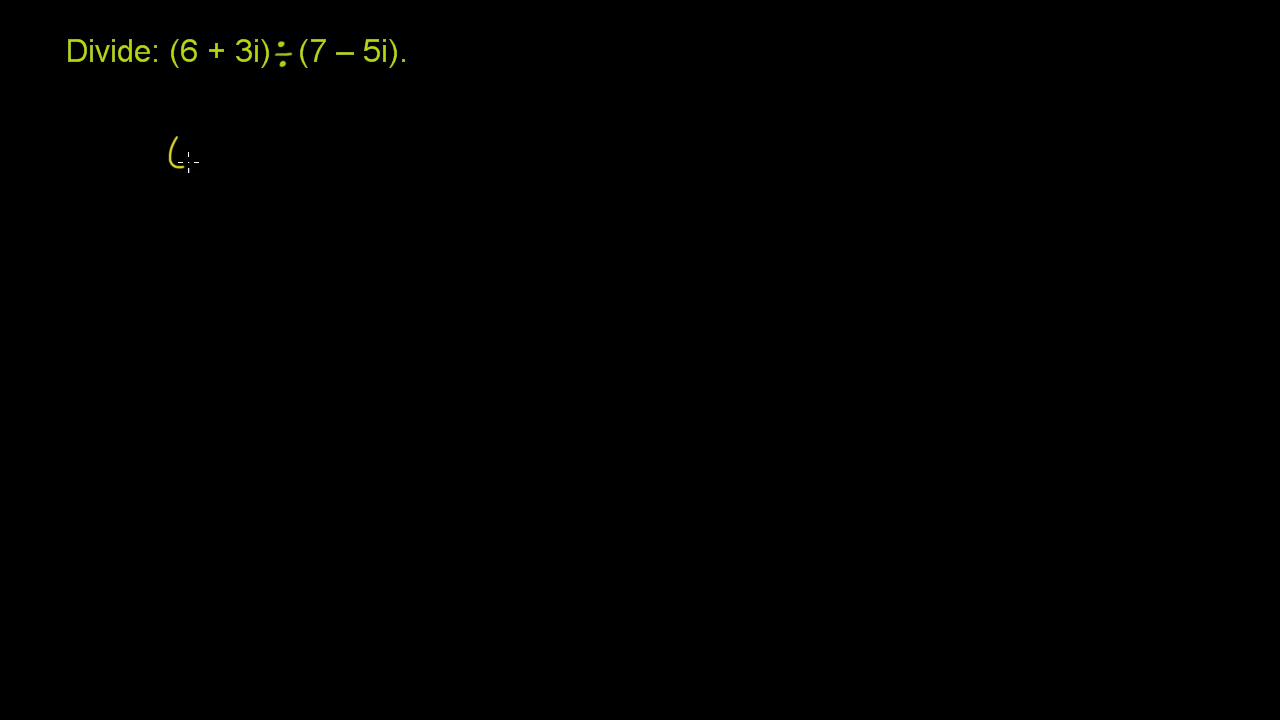 Divide: (6 + 3i)÷(7 – 5i).